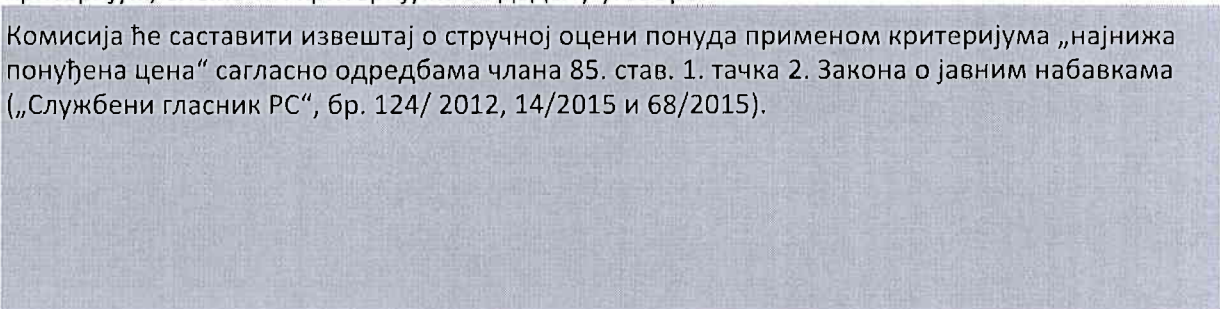 Комисија ће саставити извештај о стручној оцени понуда применом критеријума „најнижа
понуђена цена“ сагласно одредбама члана 85. став. 1. тачка 2. Закона о јавним набавкама
(„Службени гласник РС“, бр. 124/ 2012, 14/2015 и 68/2015).